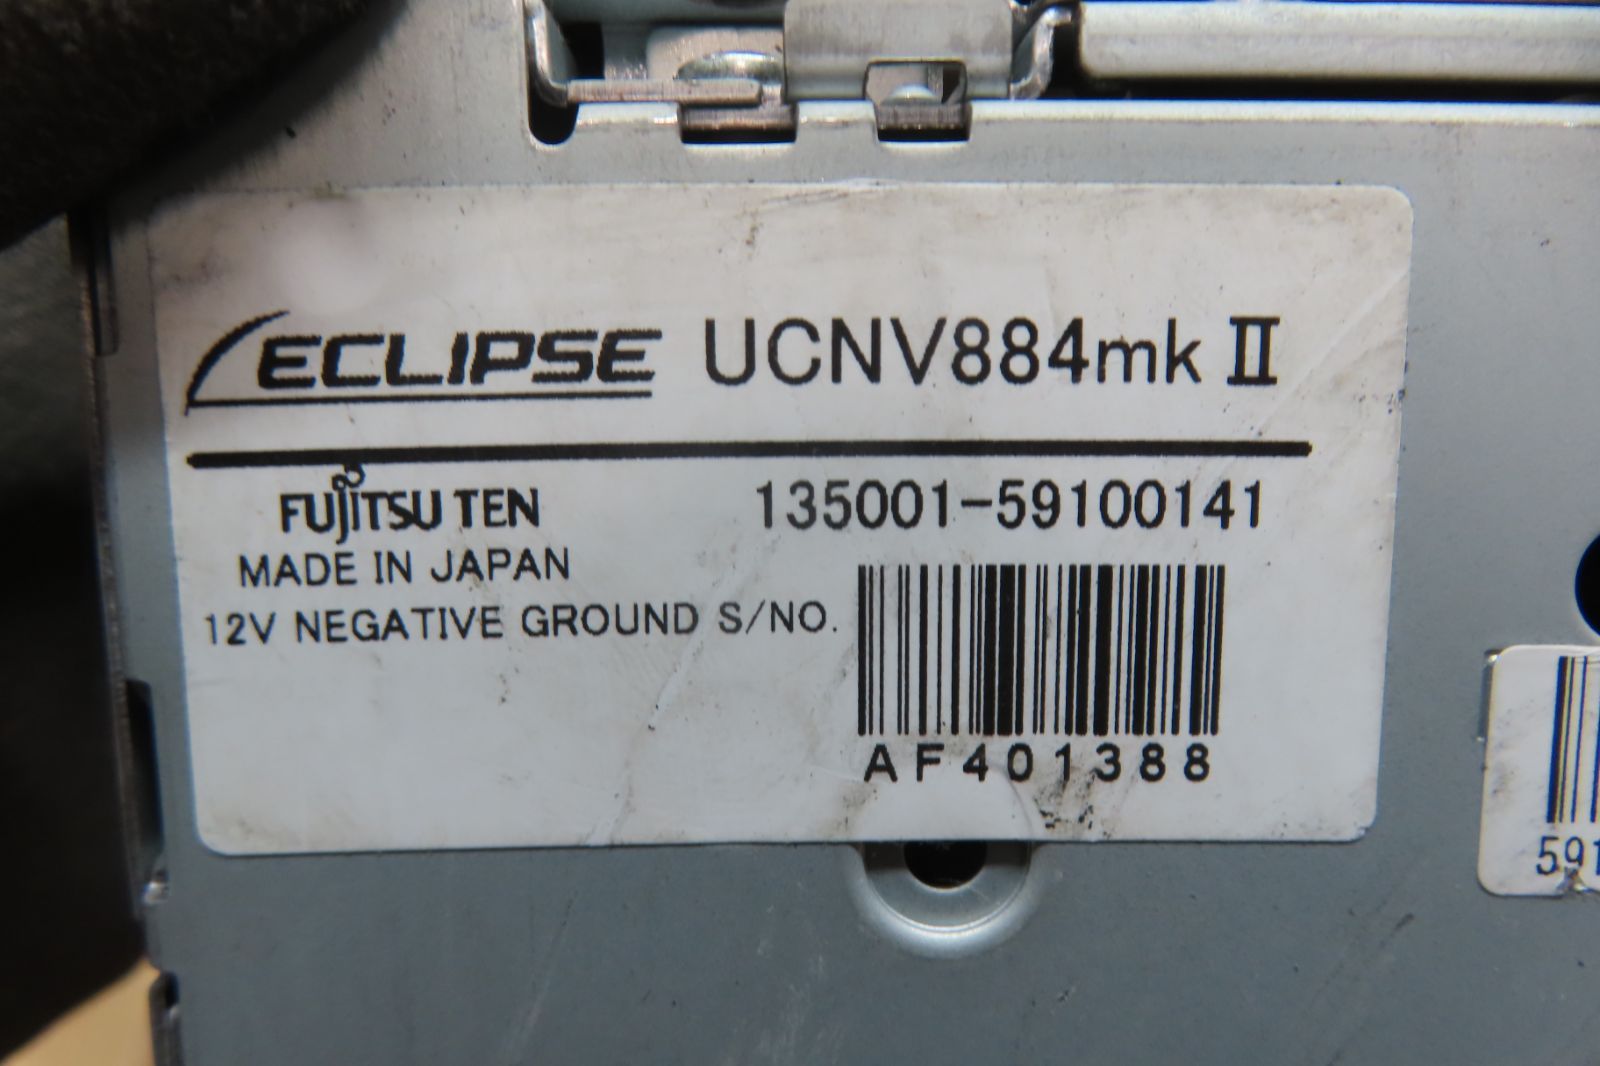 ECLIPSE UCNV884mk II
FUJITSU TEN 135001-59100141
MADE IN JAPAN
12V NEGATIVE GROUND S/NO.
AF401388
591